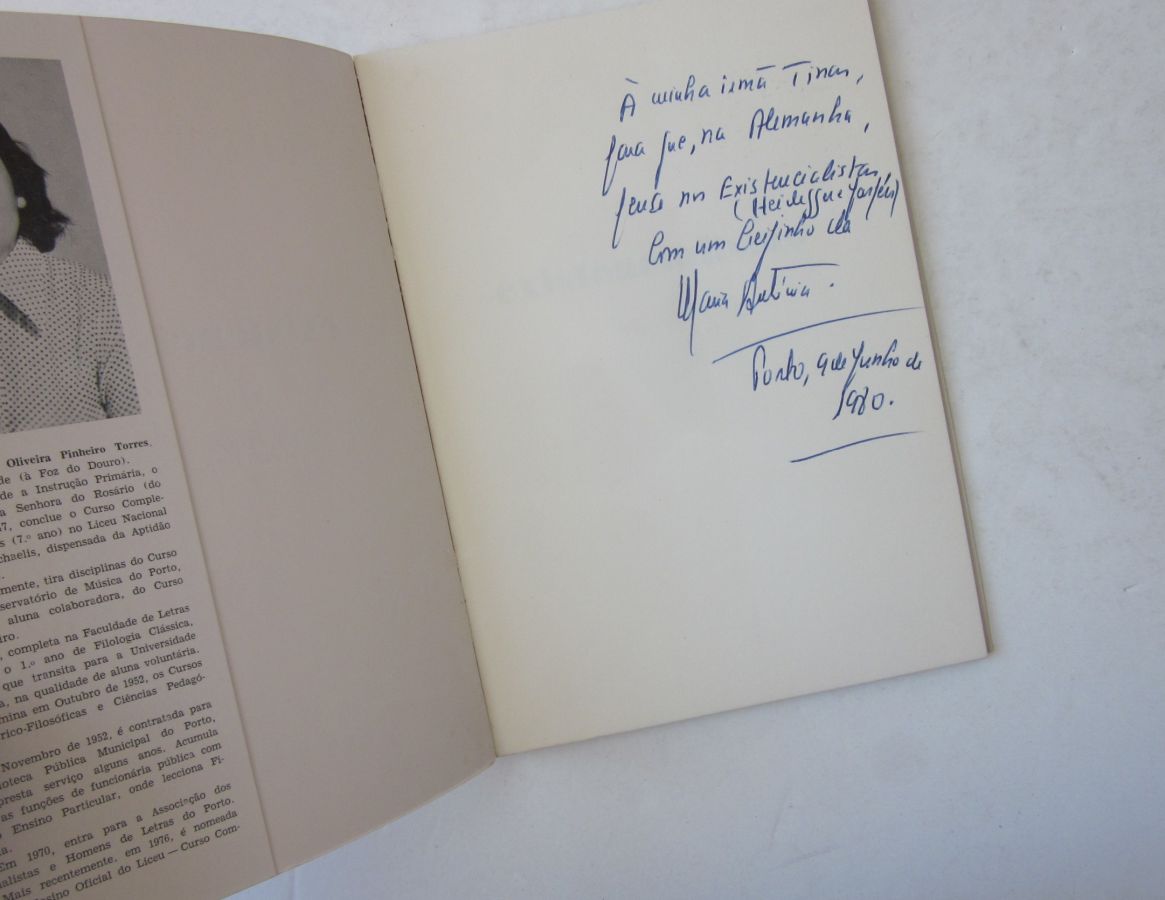 Oliveira Pinheiro Torres,
de (à Foz do Douro).
de a Instrução Primária, o
a Senhora do Rosário (do
7, conclue o Curso Comple-
s (7.º ano) no Liceu Nacional
chaelis, dispensada da Aptidão
.
mente, tira disciplinas do Curso
servatório de Música do Porto,
aluna colaboradora, do Curso
iro.
, completa na Faculdade de Letras
o 1.º ano de Filologia Clássica,
que transita para a Universidade
a, na qualidade de aluna voluntária.
mina em Outubro de 1952, os Cursos
rico-Filosóficas e Ciências Pedagó-
Novembro de 1952, é contratada para
ioteca Pública Municipal do Porto,
presta serviço alguns anos. Acumula
as funções de funcionária pública com
o Ensino Particular, onde lecciona Fi-
a.
Em 1970, entra para a Associação dos
nalistas e Homens de Letras do Porto.
Mais recentemente, em 1976, é nomeada
sino Oficial do Liceu — Curso Com-
À minha irmã
para que, na Alemanha,
pense nos Existencialistas
(Heidegger e Jaspers)
Com um beijinho da
Maria Antónia.
Porto, 9 de Junho de
1980.